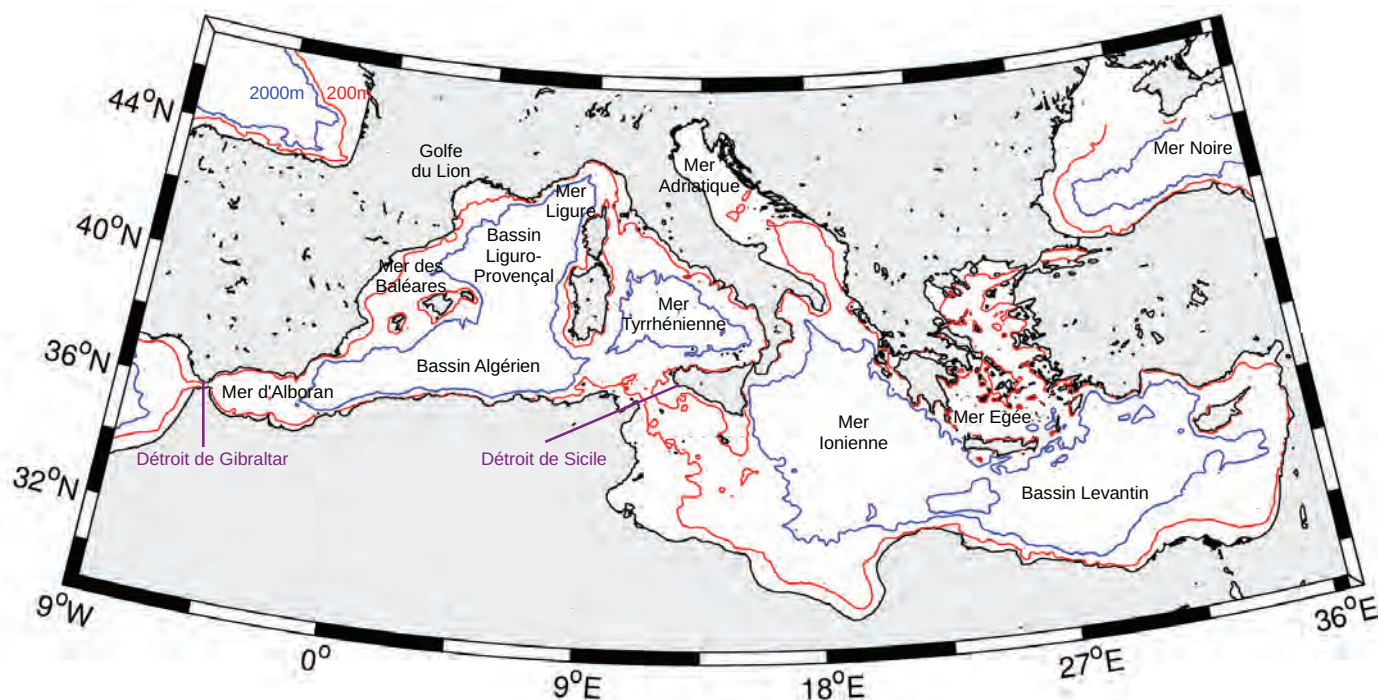 44°N
40°N
36°N
32°N
2000m
200m
Golfe
du Lion
Mer
Adriatique
Mer Noire
Mer
Ligure
Bassin
Liguro-
Provençal
Mer des
Baléares
Mer
Tyrrhénienne
Bassin Algérien
Mer d'Alboran
Mer
Ionienne
Mer Egée
Détroit de Gibraltar
Détroit de Sicile
Bassin Levantin
9°W
0°
9°E
18°E
27°E
36°E